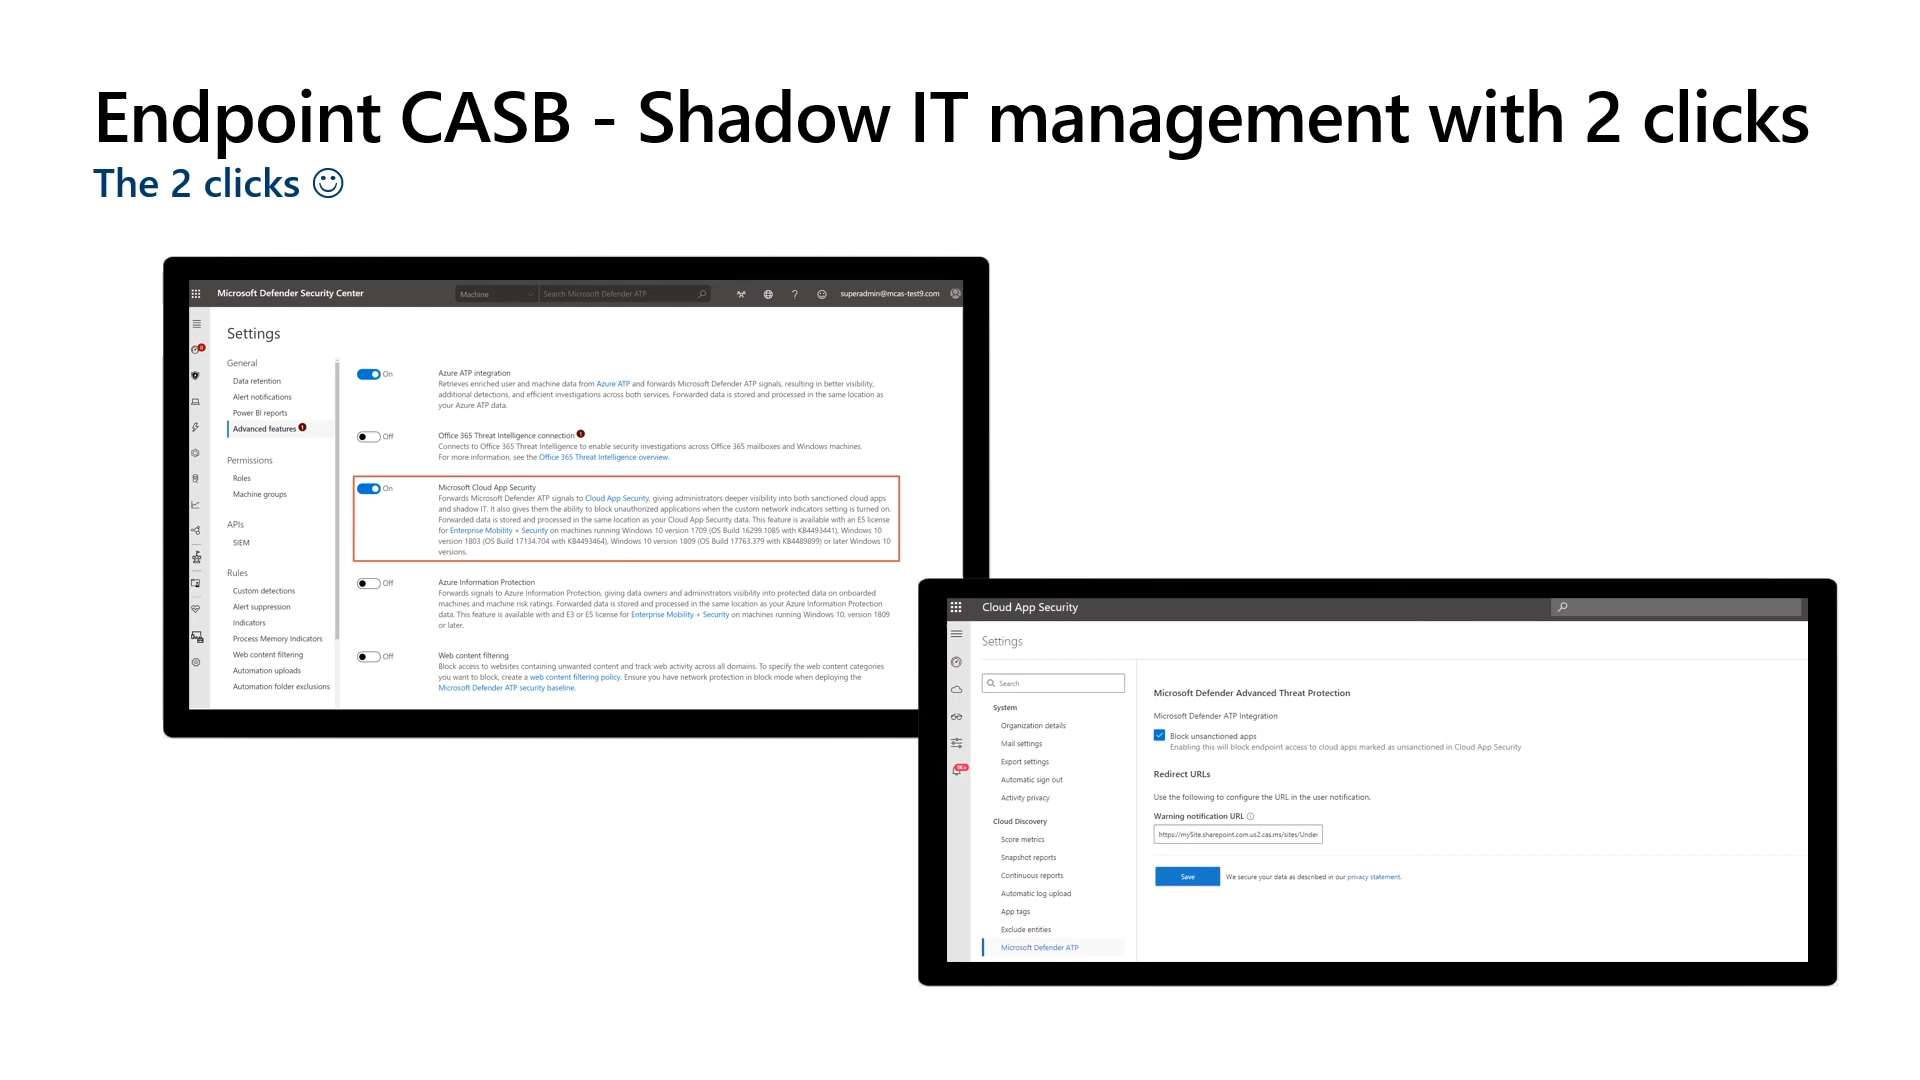 Endpoint CASB - Shadow IT management with 2 clicks
The 2 clicks ☺
Microsoft Defender Security Center
Machine
Search Microsoft Defender ATP
superadmin@mcas-test9.com
8
Settings
General
Data retention
Alert notifications
Power BI reports
Advanced features 1
Permissions
Roles
Machine groups
APIs
SIEM
Rules
Custom detections
Alert suppression
Indicators
Process Memory Indicators
Web content filtering
Automation uploads
Automation folder exclusions
On
Azure ATP integration
Retrieves enriched user and machine data from Azure ATP and forwards Microsoft Defender ATP signals, resulting in better visibility,
additional detections, and efficient investigations across both services. Forwarded data is stored and processed in the same location as
your Azure ATP data.
Off
Office 365 Threat Intelligence connection 1
Connects to Office 365 Threat Intelligence to enable security investigations across Office 365 mailboxes and Windows machines.
For more information, see the Office 365 Threat Intelligence overview.
On
Microsoft Cloud App Security
Forwards Microsoft Defender ATP signals to Cloud App Security, giving administrators deeper visibility into both sanctioned cloud apps
and shadow IT. It also gives them the ability to block unauthorized applications when the custom network indicators setting is turned on.
Forwarded data is stored and processed in the same location as your Cloud App Security data. This feature is available with an E5 license
for Enterprise Mobility + Security on machines running Windows 10 version 1709 (OS Build 16299.1085 with KB4493441), Windows 10
version 1803 (OS Build 17134.704 with KB4493464), Windows 10 version 1809 (OS Build 17763.379 with KB4489899) or later Windows 10
versions.
Off
Azure Information Protection
Forwards signals to Azure Information Protection, giving data owners and administrators visibility into protected data on onboarded
machines and machine risk ratings. Forwarded data is stored and processed in the same location as your Azure Information Protection
data. This feature is available with and E3 or E5 license for Enterprise Mobility + Security on machines running Windows 10, version 1809
or later.
Off
Web content filtering
Block access to websites containing unwanted content and track web activity across all domains. To specify the web content categories
you want to block, create a web content filtering policy. Ensure you have network protection in block mode when deploying the
Microsoft Defender ATP security baseline.
Cloud App Security
1K+
Settings
Search
System
Organization details
Mail settings
Export settings
Automatic sign out
Activity privacy
Cloud Discovery
Score metrics
Snapshot reports
Continuous reports
Automatic log upload
App tags
Exclude entities
Microsoft Defender ATP
Microsoft Defender Advanced Threat Protection
Microsoft Defender ATP Integration
Block unsanctioned apps
Enabling this will block endpoint access to cloud apps marked as unsanctioned in Cloud App Security
Redirect URLs
Use the following to configure the URL in the user notification.
Warning notification URL
https://mySite.sharepoint.com.us2.cas.ms/sites/Under
Save
We secure your data as described in our privacy statement.